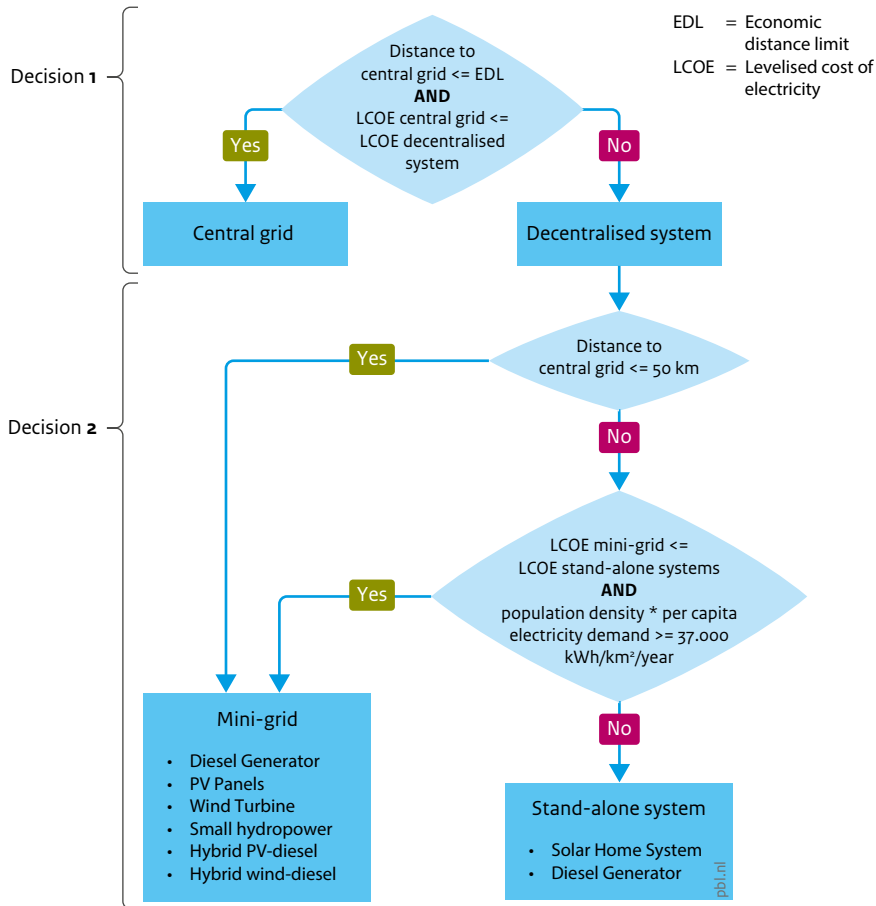 EDL = Economic
distance limit
LCOE = Levelised cost of
electricity
Decision 1
Distance to
central grid <= EDL
AND
LCOE central grid <=
LCOE decentralised
system
Yes
No
Central grid
Decentralised system
Decision 2
Distance to
central grid <= 50 km
Yes
No
LCOE mini-grid <=
LCOE stand-alone systems
AND
population density * per capita
electricity demand >= 37.000
kWh/km²/year
Yes
No
Mini-grid
• Diesel Generator
• PV Panels
• Wind Turbine
• Small hydropower
• Hybrid PV-diesel
• Hybrid wind-diesel
Stand-alone system
• Solar Home System
• Diesel Generator
pbl.nl